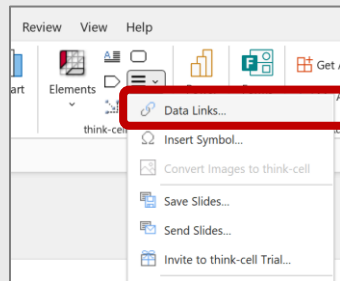 Review View Help
Elements
Get
think-cell
Data Links...
Insert Symbol...
Convert Images to think-cell
Save Slides...
Send Slides...
Invite to think-cell Trial...